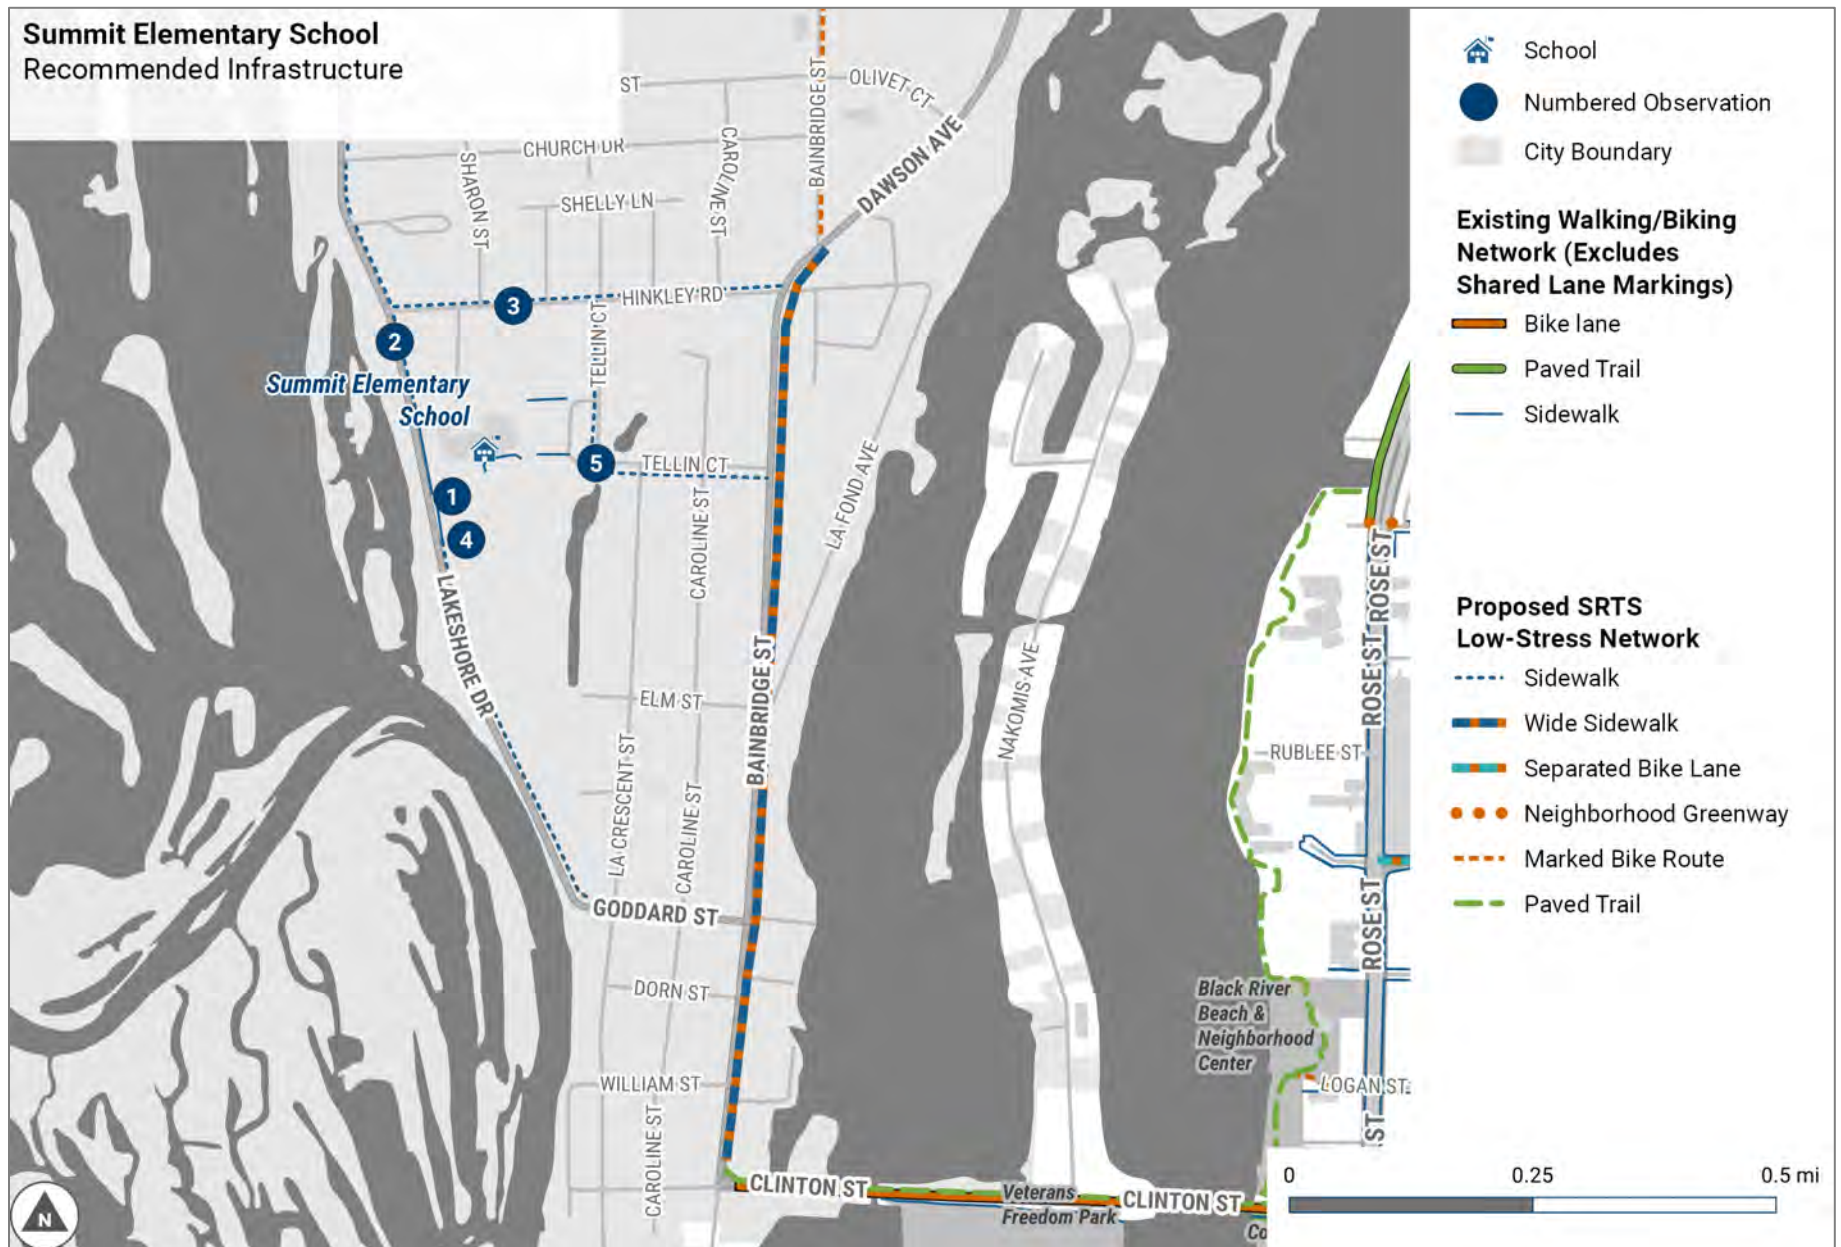 Summit Elementary School
Recommended Infrastructure
School
Numbered Observation
City Boundary
Existing Walking/Biking
Network (Excludes
Shared Lane Markings)
Bike lane
Paved Trail
Sidewalk
Proposed SRTS
Low-Stress Network
Sidewalk
Wide Sidewalk
Separated Bike Lane
Neighborhood Greenway
Marked Bike Route
Paved Trail
0 0.25 0.5 mi
ST
OLIVET CT
BAINBRIDGE ST
CHURCH DR
CAROLINE ST
SHARON ST
DAWSON AVE
SHELLY LN
HINKLEY RD
3
2
TELLIN CT
Summit Elementary
School
5
TELLIN CT
1
4
CAROLINE ST
LA FOND AVE
LAKESHORE DR
ELM ST
BAINBRIDGE ST
NAKOMIS AVE
ROSE ST
ROSE ST
RUBLEE ST
LA CRESCENT ST
CAROLINE ST
GODDARD ST
ROSE ST
DORN ST
Black River
Beach &
Neighborhood
Center
WILLIAM ST
LOGAN ST
ST
CAROLINE ST
CLINTON ST
Veterans
Freedom Park
CLINTON ST
Co
N